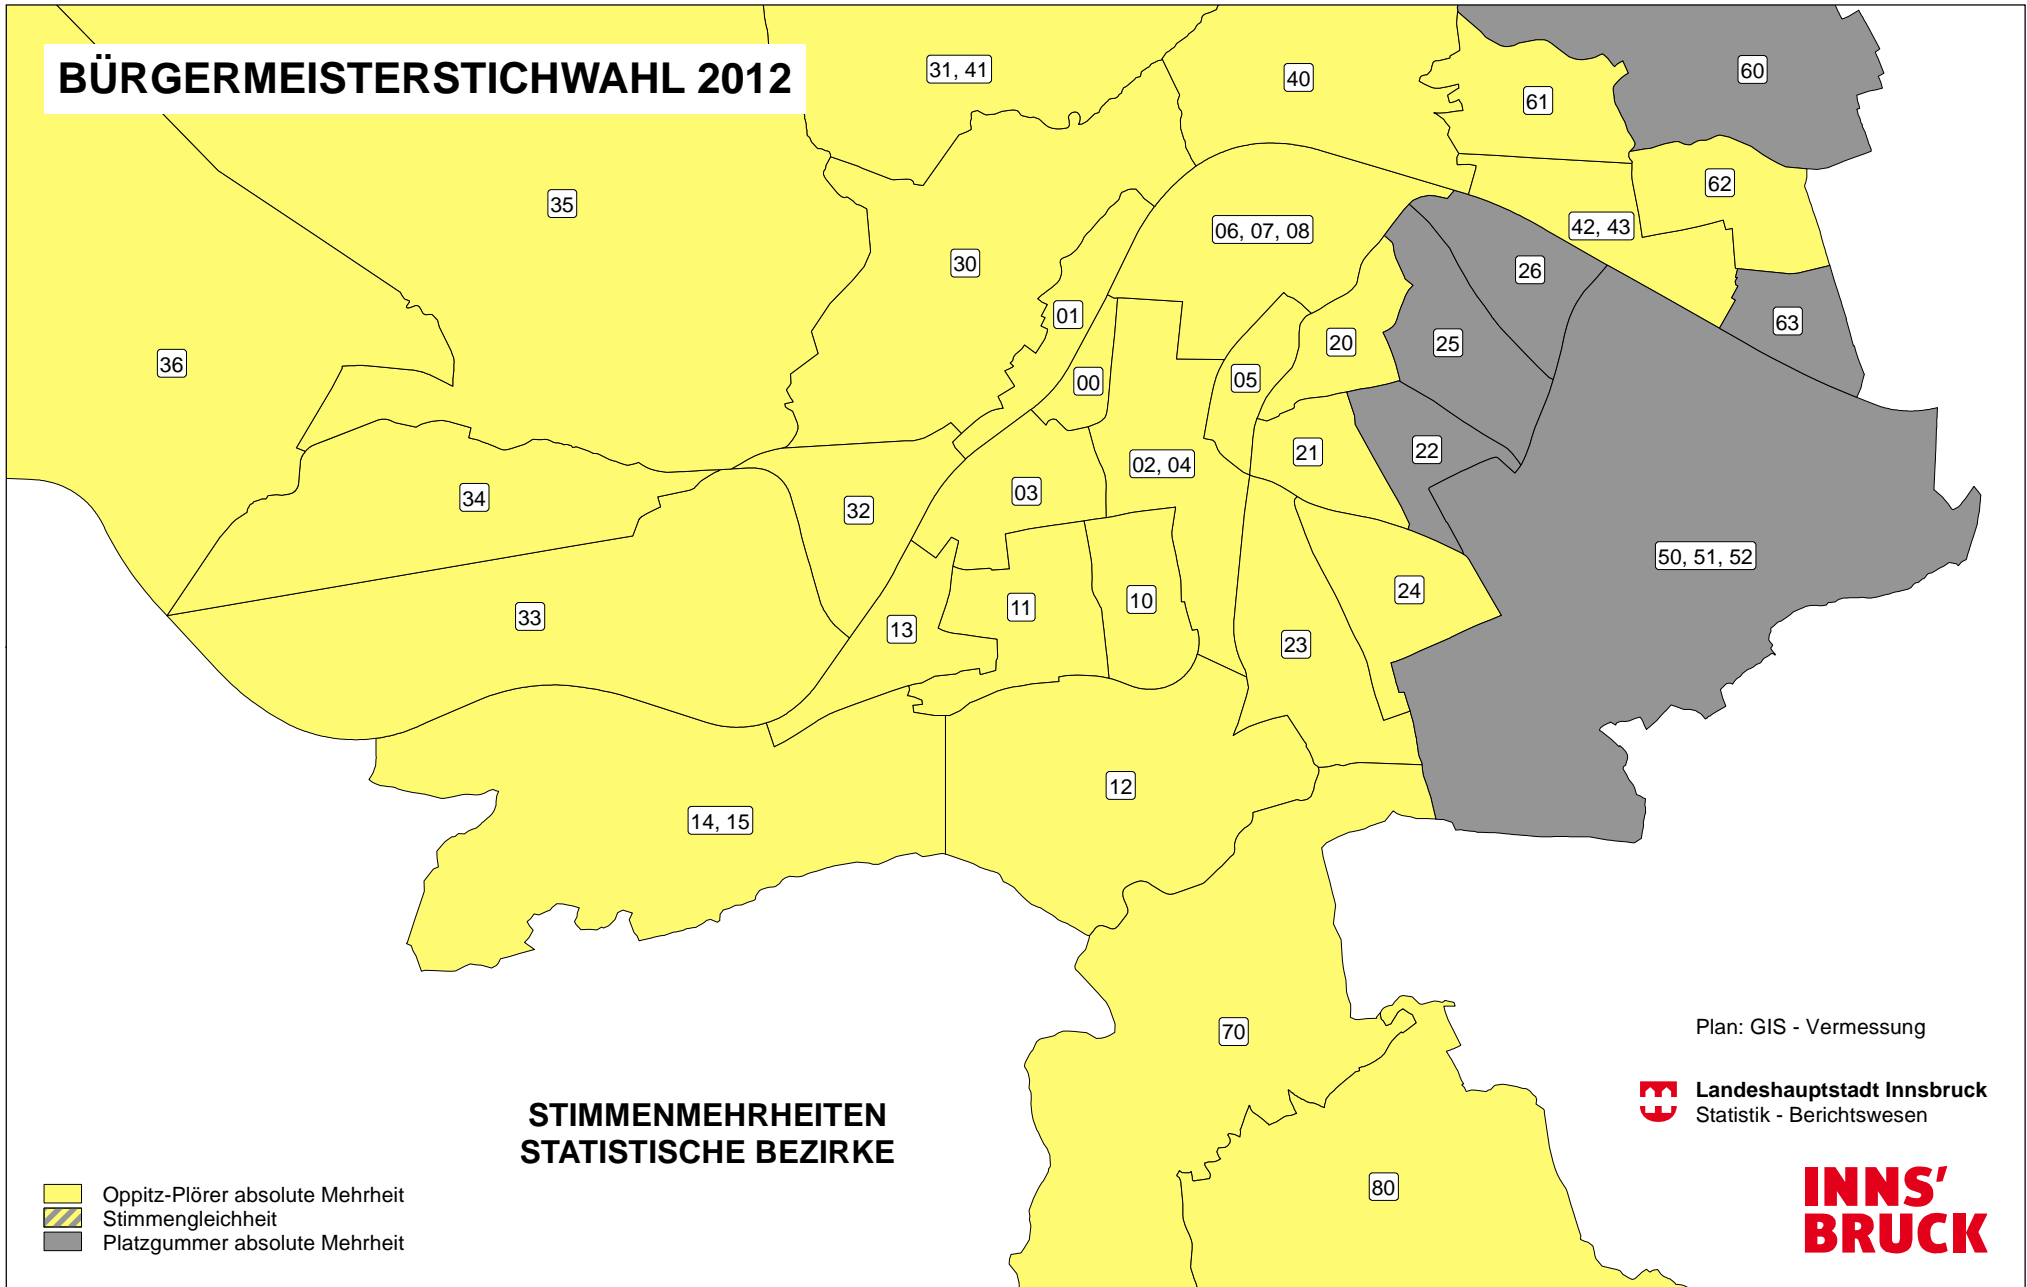 BÜRGERMEISTERSTICHWAHL 2012
31, 41
40
60
61
35
62
06, 07, 08
42, 43
30
26
01
63
20
25
36
00
05
22
21
02, 04
03
34
32
50, 51, 52
24
10
11
33
13
23
12
14, 15
70
80
Plan: GIS - Vermessung
Landeshauptstadt Innsbruck
Statistik - Berichtswesen
INNS'
BRUCK
STIMMENMEHRHEITEN
STATISTISCHE BEZIRKE
Oppitz-Plörer absolute Mehrheit
Stimmengleichheit
Platzgummer absolute Mehrheit